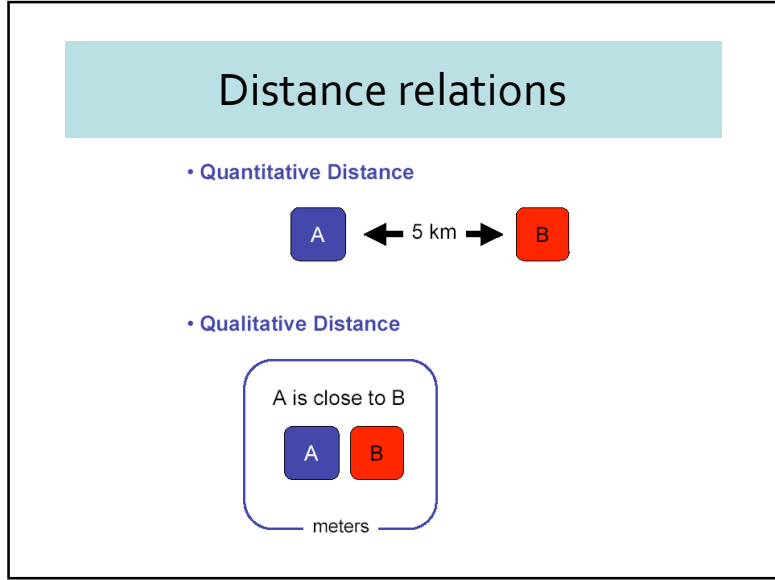 Distance relations
• Quantitative Distance
A 5 km B
• Qualitative Distance
A is close to B
A B
meters